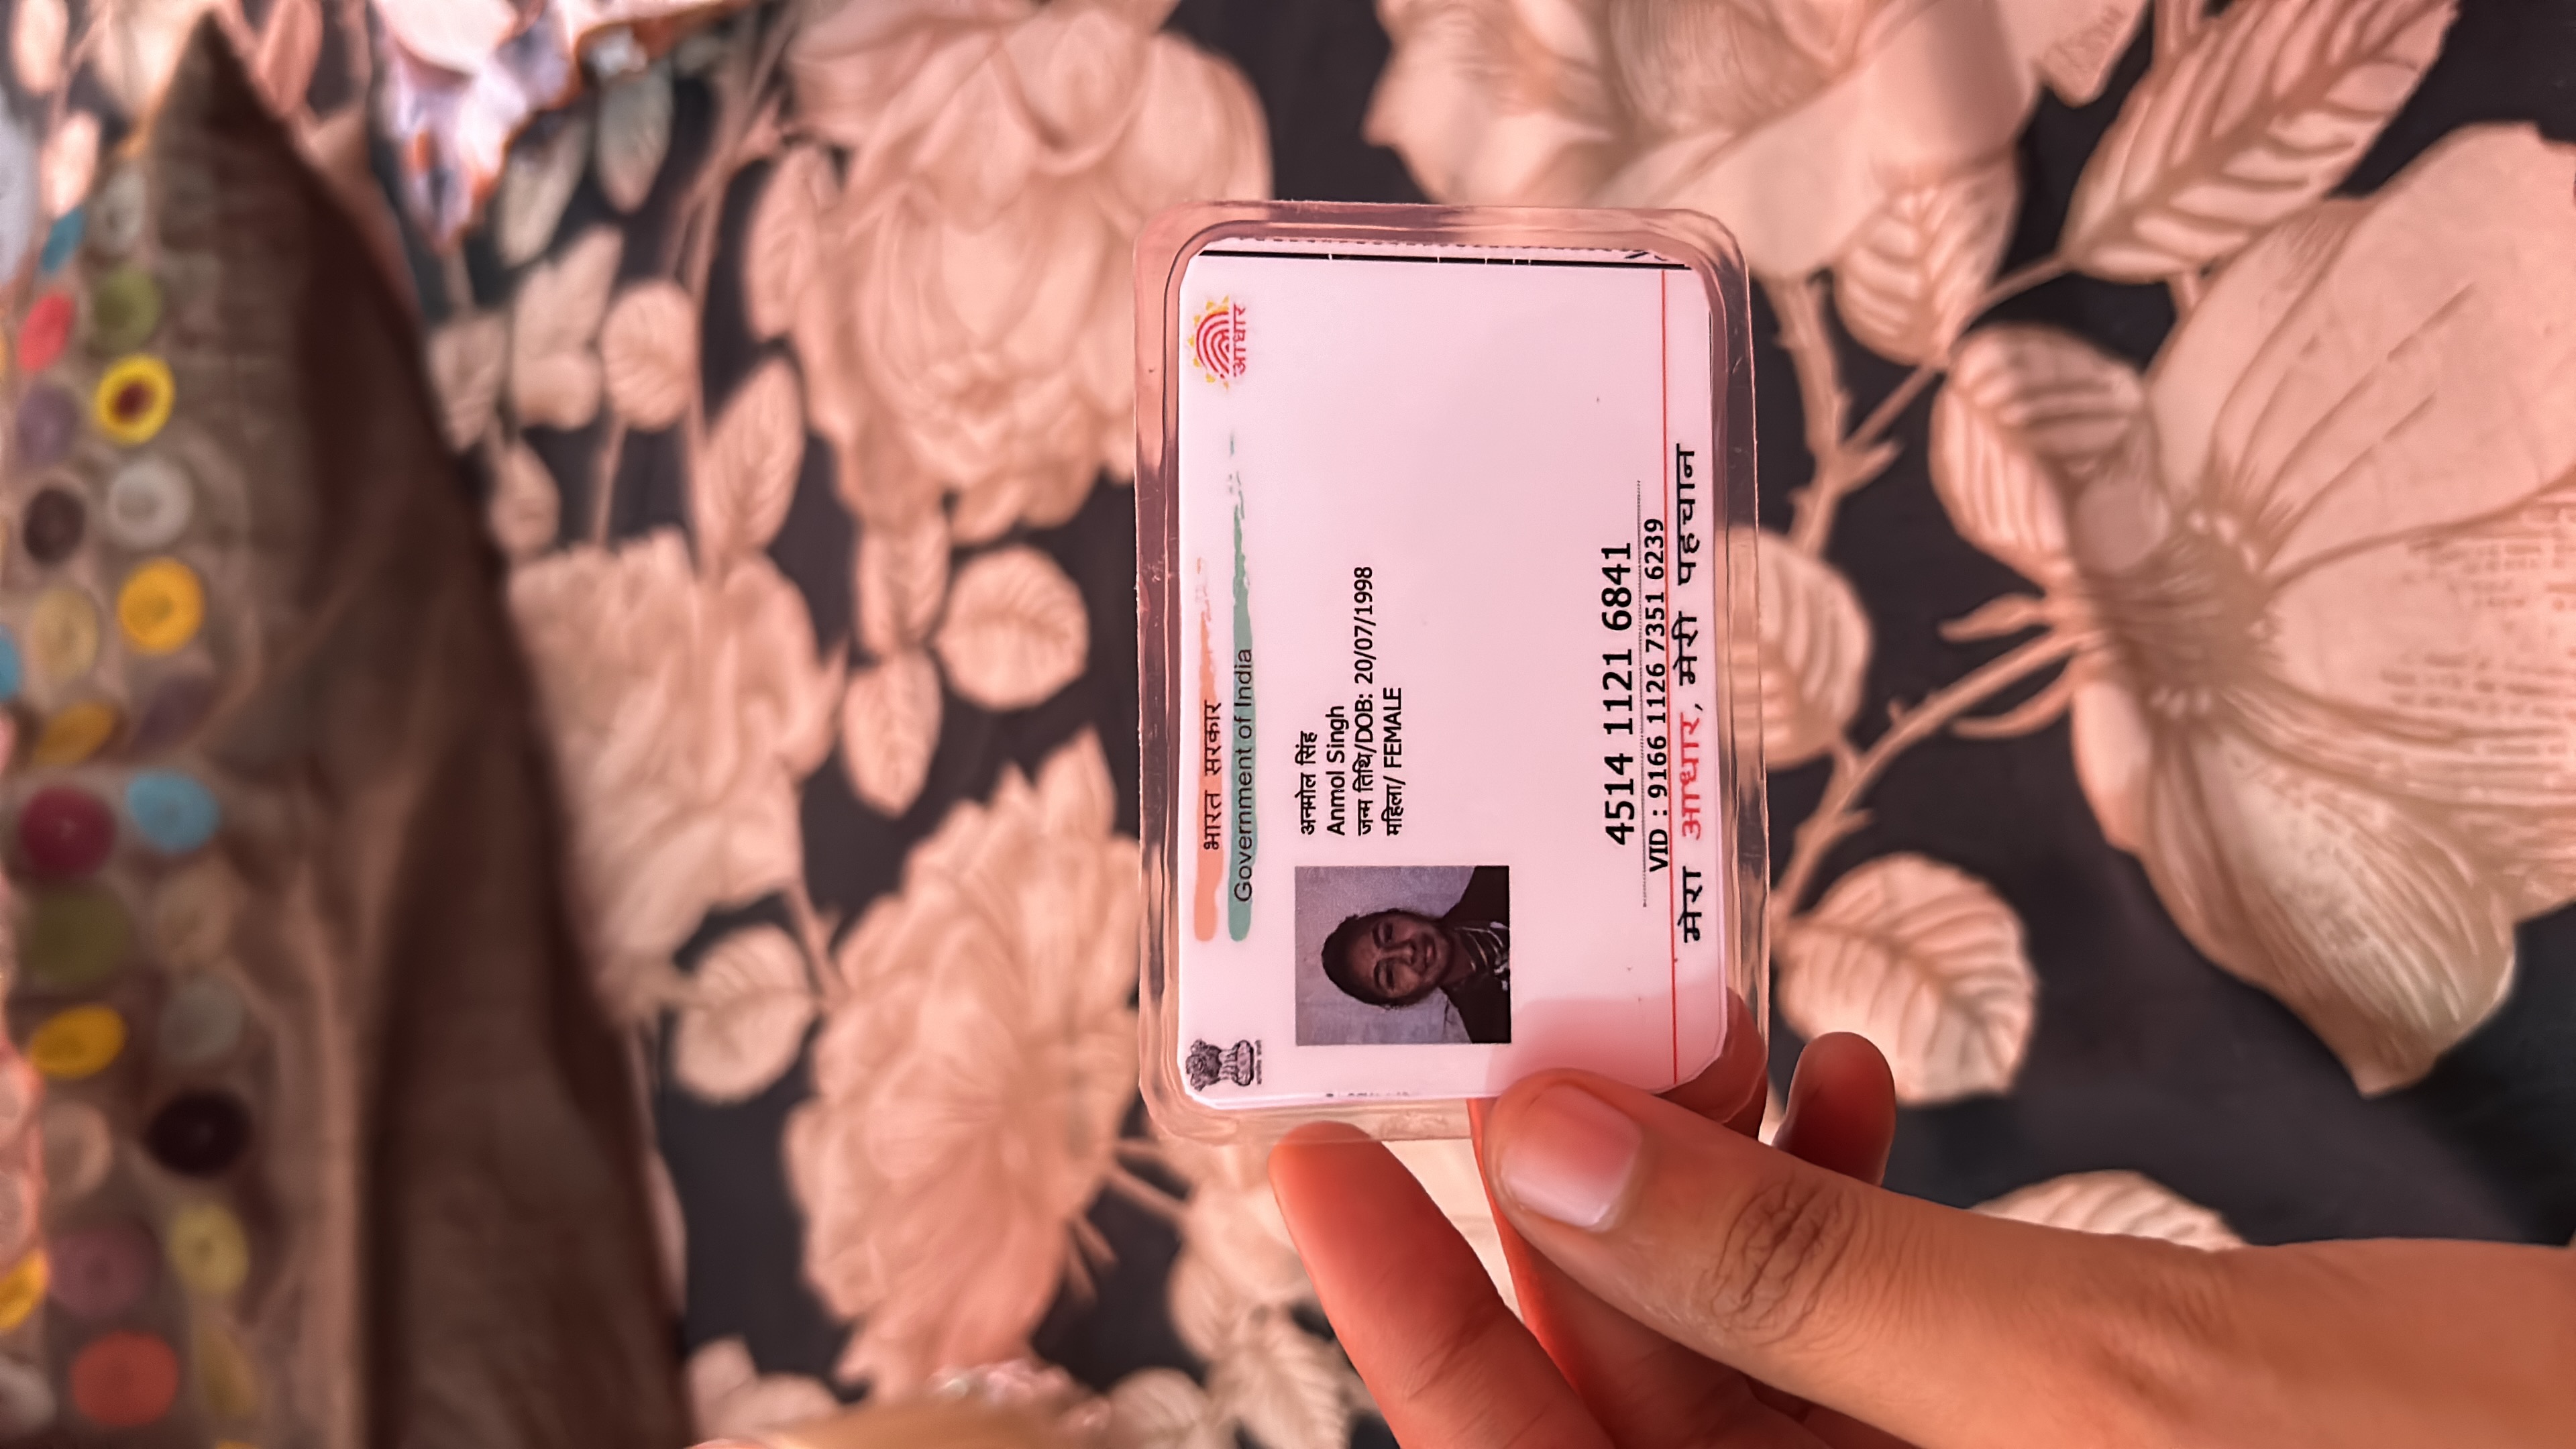 भारत सरकार
Government of India
आधार
अनमोल सिंह
Anmol Singh
जन्म तिथि/DOB: 20/07/1998
महिला/ FEMALE
4514 1121 6841
VID : 9166 1126 7351 6239
मेरा आधार, मेरी पहचान